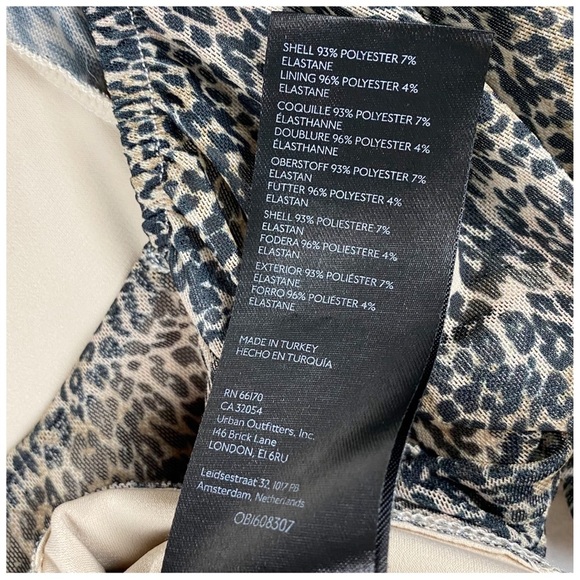 SHELL 93% POLYESTER 7%
ELASTANE
LINING 96% POLYESTER 4%
ELASTANE
COQUILLE 93% POLYESTER 7%
ÉLASTHANNE
DOUBLURE 96% POLYESTER 4%
ÉLASTHANNE
OBERSTOFF 93% POLYESTER 7%
ELASTAN
FUTTER 96% POLYESTER 4%
ELASTAN
SHELL 93% POLIESTERE 7%
ELASTAN
FODERA 96% POLIESTERE 4%
ELASTAN
EXTERIOR 93% POLIÉSTER 7%
ELASTANE
FORRO 96% POLIÉSTER 4%
ELASTANE
MADE IN TURKEY
HECHO EN TURQUÍA
RN 66170
CA 32054
Urban Outfitters, Inc.
146 Brick Lane
LONDON, E1 6RU
Leidsestraat 32, 1017 PB
Amsterdam, Netherlands
OB1608307